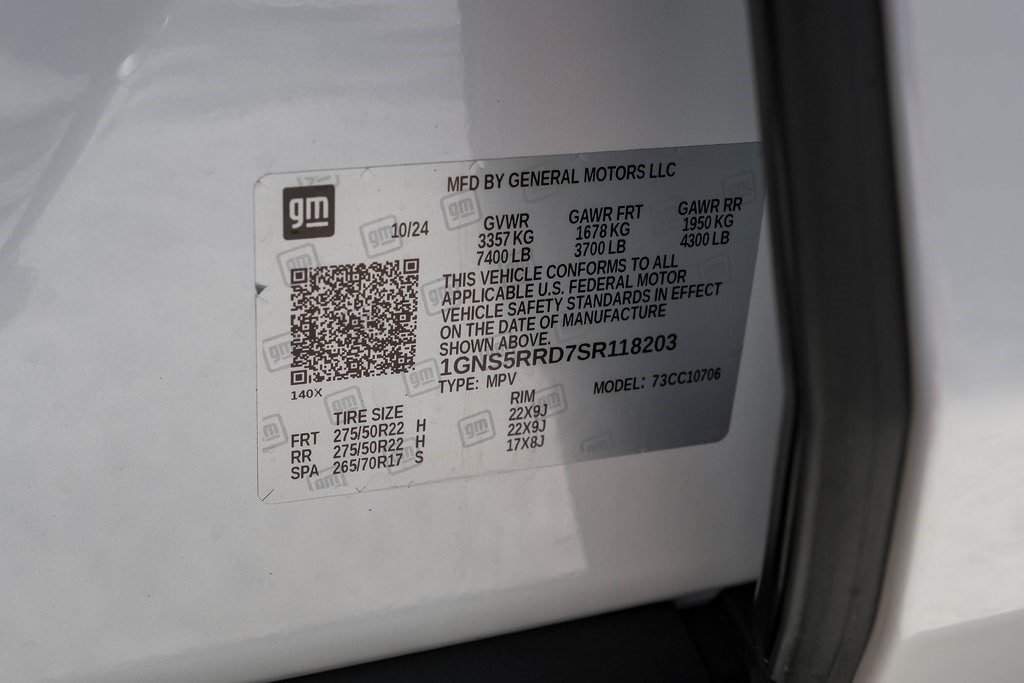 gm
MFD BY GENERAL MOTORS LLC
10/24
GVWR GAWR FRT GAWR RR
3357 KG 1678 KG 1950 KG
7400 LB 3700 LB 4300 LB
THIS VEHICLE CONFORMS TO ALL
APPLICABLE U.S. FEDERAL MOTOR
VEHICLE SAFETY STANDARDS IN EFFECT
ON THE DATE OF MANUFACTURE
SHOWN ABOVE.
1GNS5RRD7SR118203
TYPE: MPV MODEL: 73CC10706
140X
TIRE SIZE RIM
FRT 275/50R22 H 22X9J
RR 275/50R22 H 22X9J
SPA 265/70R17 S 17X8J